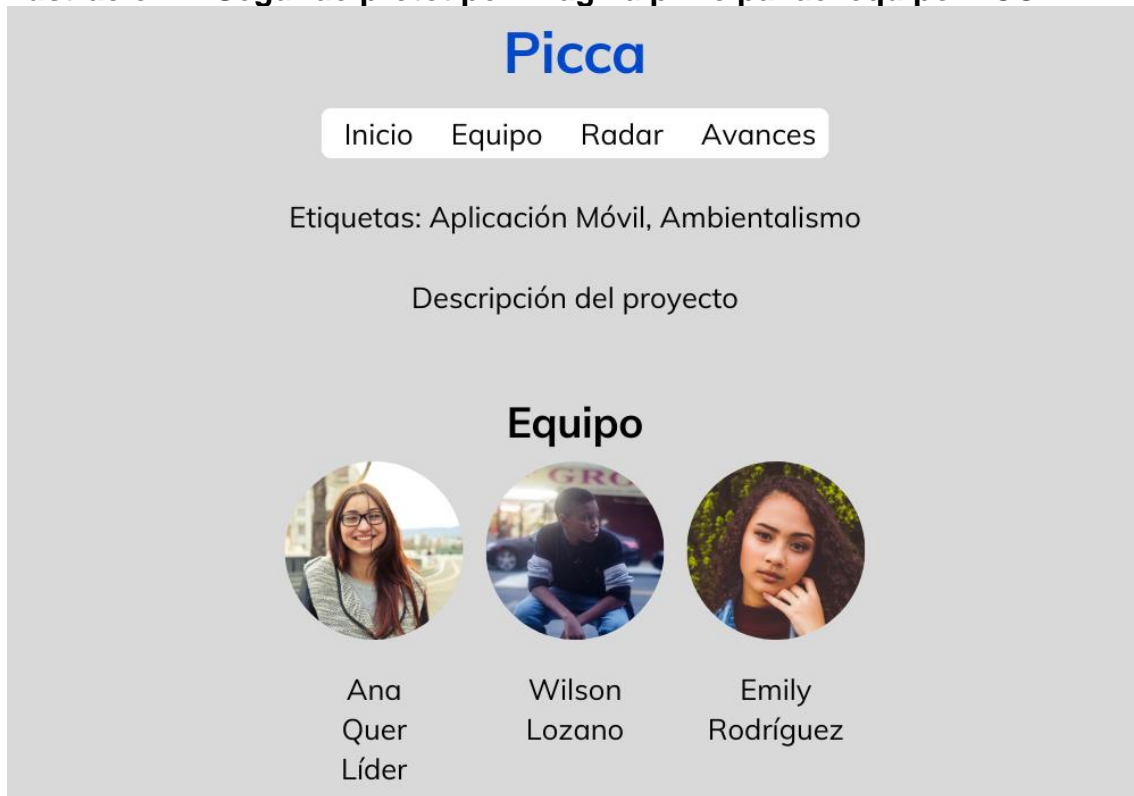 Picca
Inicio Equipo Radar Avances
Etiquetas: Aplicación Móvil, Ambientalismo
Descripción del proyecto
Equipo
GRO
Ana
Quer
Líder
Wilson
Lozano
Emily
Rodríguez